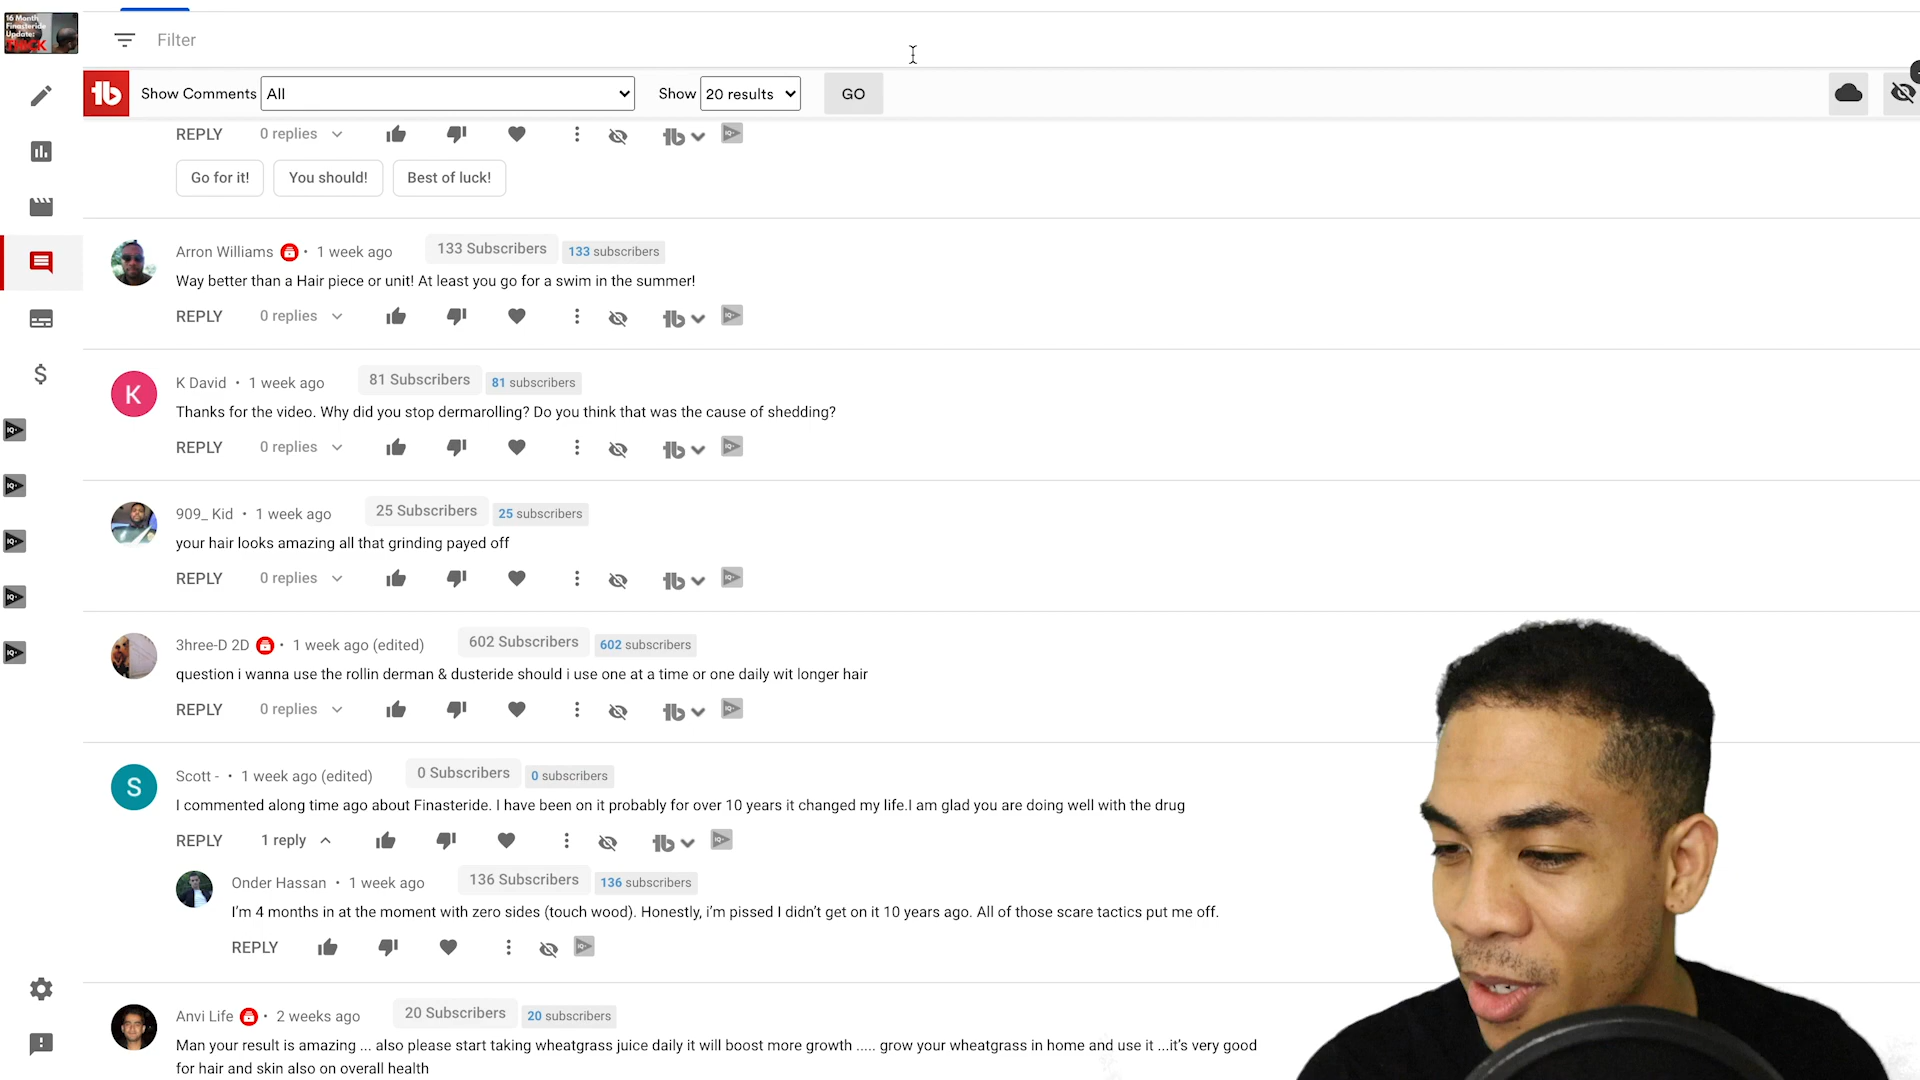 16 Month
Finasteride
Update:
Filter
Show Comments All Show 20 results GO
REPLY 0 replies
Go for it! You should! Best of luck!
Arron Williams • 1 week ago 133 Subscribers 133 subscribers
Way better than a Hair piece or unit! At least you go for a swim in the summer!
REPLY 0 replies
K
K David • 1 week ago 81 Subscribers 81 subscribers
Thanks for the video. Why did you stop dermarolling? Do you think that was the cause of shedding?
REPLY 0 replies
909_ Kid • 1 week ago 25 Subscribers 25 subscribers
your hair looks amazing all that grinding payed off
REPLY 0 replies
3hree-D 2D • 1 week ago (edited) 602 Subscribers 602 subscribers
question i wanna use the rollin derman & dusteride should i use one at a time or one daily wit longer hair
REPLY 0 replies
S
Scott - • 1 week ago (edited) 0 Subscribers 0 subscribers
I commented along time ago about Finasteride. I have been on it probably for over 10 years it changed my life.I am glad you are doing well with the drug
REPLY 1 reply
Onder Hassan • 1 week ago 136 Subscribers 136 subscribers
I'm 4 months in at the moment with zero sides (touch wood). Honestly, i'm pissed I didn't get on it 10 years ago. All of those scare tactics put me off.
REPLY
Anvi Life • 2 weeks ago 20 Subscribers 20 subscribers
Man your result is amazing ... also please start taking wheatgrass juice daily it will boost more growth ..... grow your wheatgrass in home and use it ...it's very good
for hair and skin also on overall health